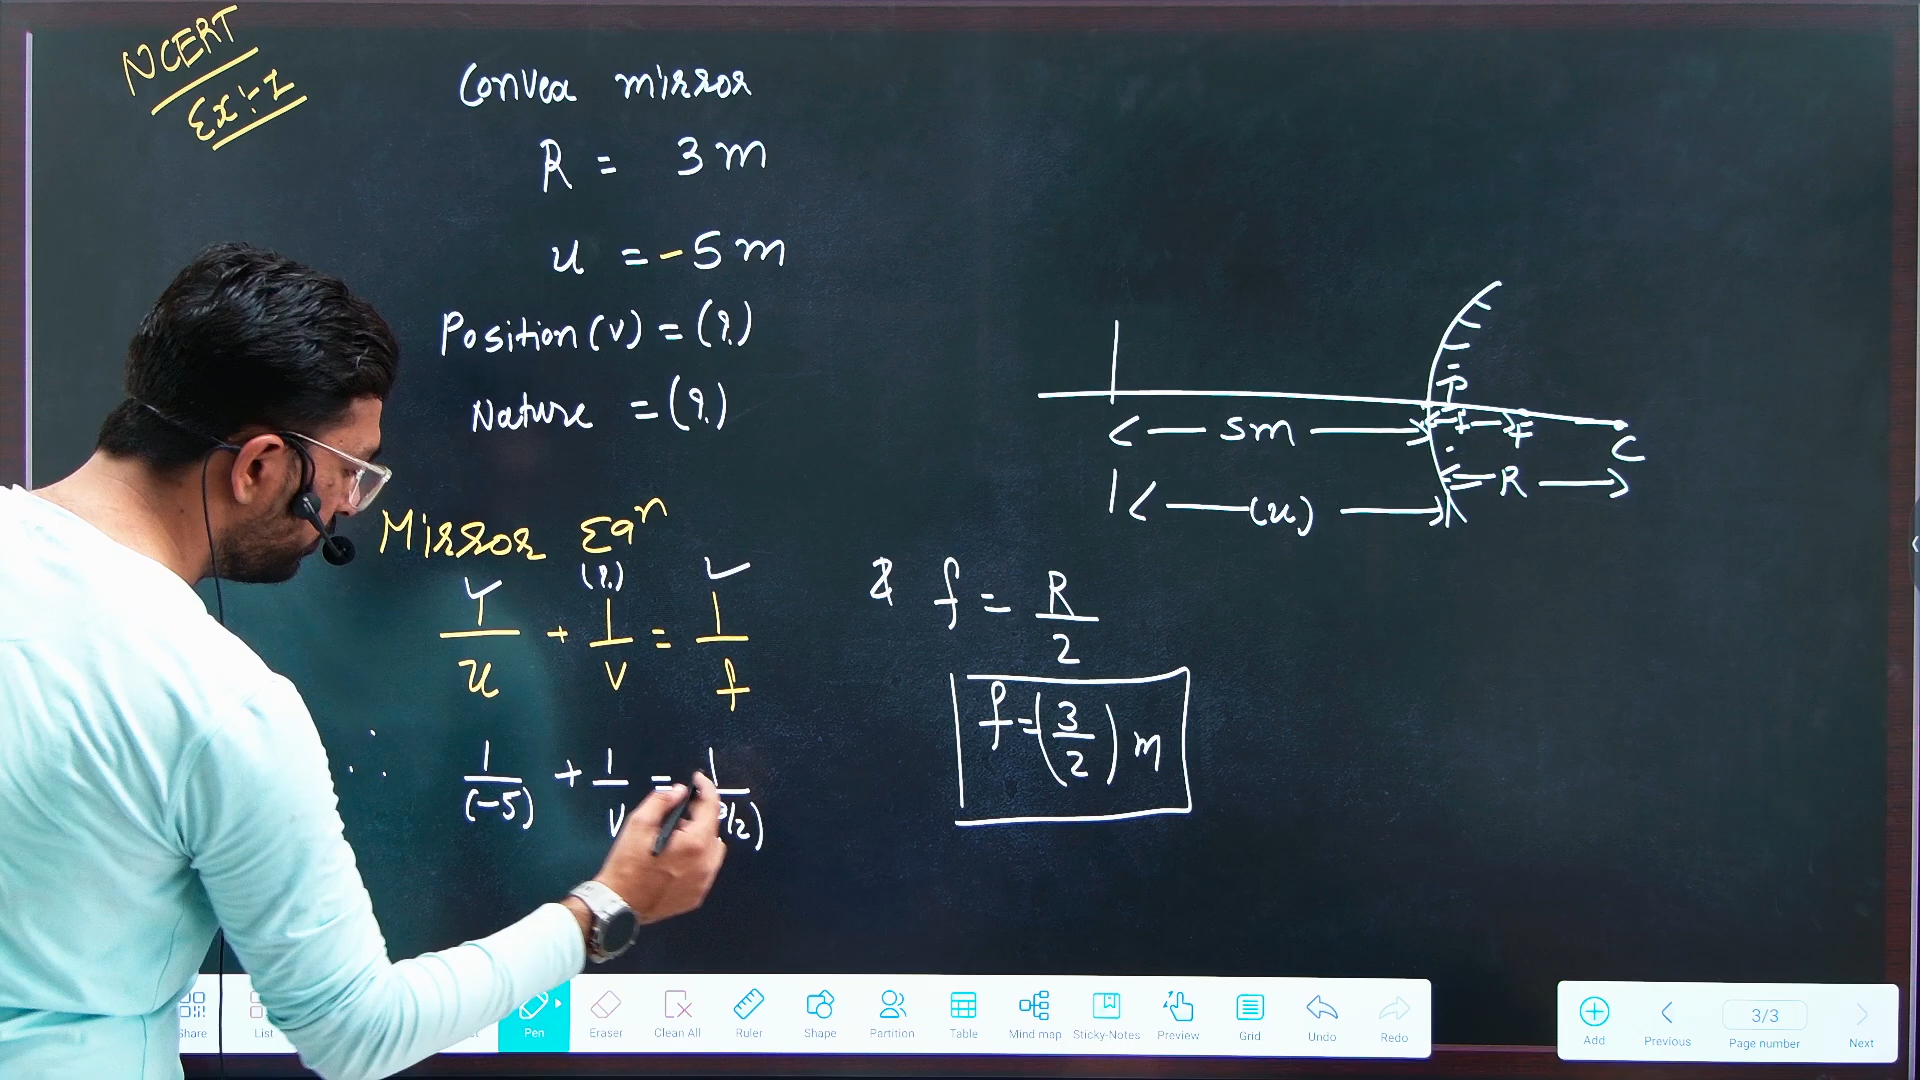 NCERT
Ex:-1
Convex mirror
R = 3 m
u = -5 m
Position (v) = (?)
Nature = (?)
P
5m
f
F
C
R
(u)
Mirror Eqⁿ
(?)
1/u + 1/v = 1/f
∴ 1/(-5) + 1/v = 1/(3/2)
& f = R/2
f = (3/2) m
Share
List
Pen
Eraser
Clean All
Ruler
Shape
Partition
Table
Mind map
Sticky-Notes
Preview
Grid
Undo
Redo
Add
Previous
3/3
Page number
Next